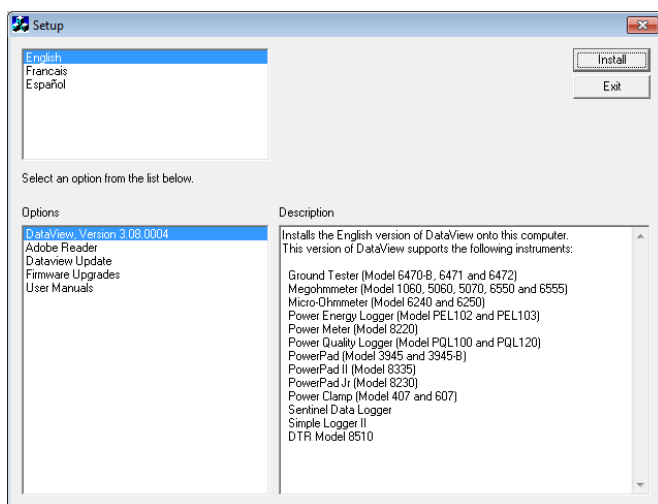 Setup
English
Francais
Español
Install
Exit
Select an option from the list below.
Options
DataView, Version 3.08.0004
Adobe Reader
Dataview Update
Firmware Upgrades
User Manuals
Description
Installs the English version of DataView onto this computer.
This version of DataView supports the following instruments:
Ground Tester (Model 6470-B, 6471 and 6472)
Megohmmeter (Model 1060, 5060, 5070, 6550 and 6555)
Micro-Ohmmeter (Model 6240 and 6250)
Power Energy Logger (Model PEL102 and PEL103)
Power Meter (Model 8220)
Power Quality Logger (Model PQL100 and PQL120)
PowerPad (Model 3945 and 3945-B)
PowerPad II (Model 8335)
PowerPad Jr (Model 8230)
Power Clamp (Model 407 and 607)
Sentinel Data Logger
Simple Logger II
DTR Model 8510